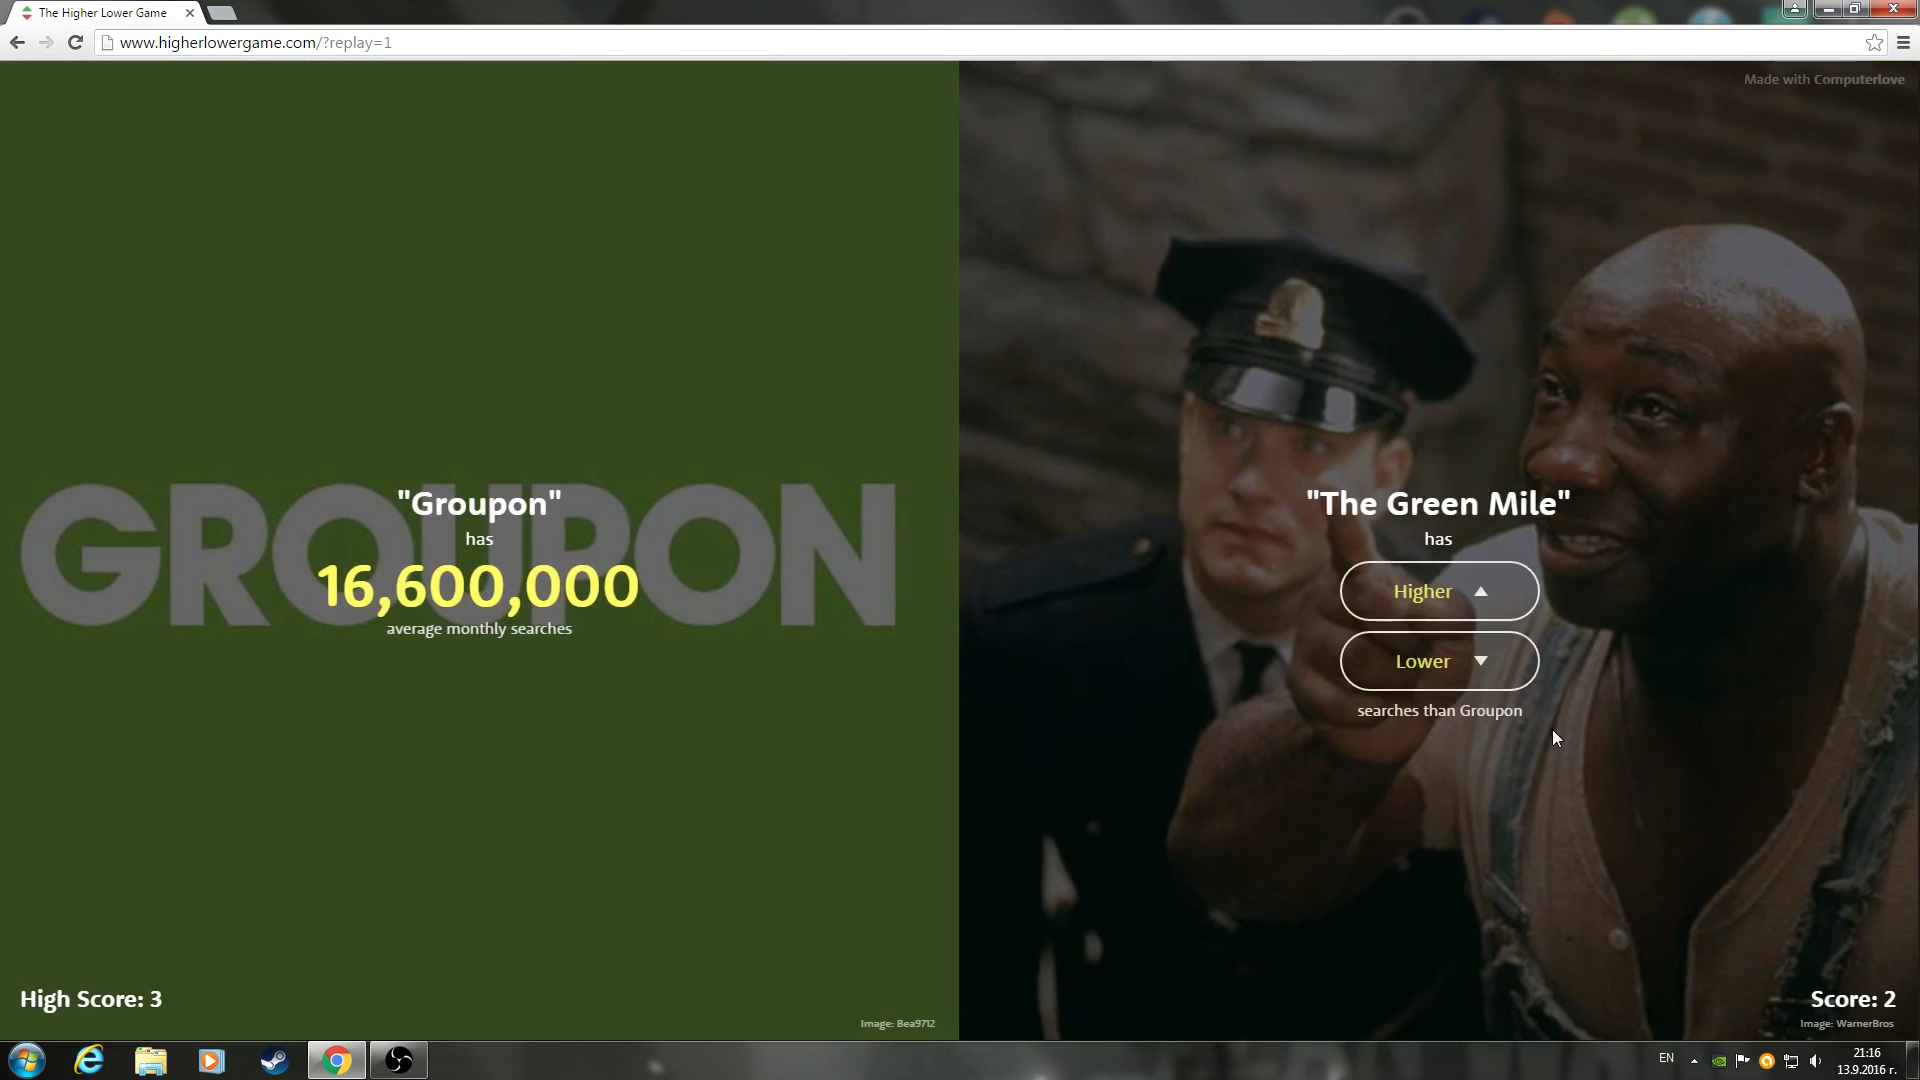 The Higher Lower Game
www.higherlowergame.com/?replay=1
Made with Computerlove
GROUPON
"Groupon"
has
16,600,000
average monthly searches
"The Green Mile"
has
Higher
Lower
searches than Groupon
High Score: 3
Image: Bea9712
Score: 2
Image: WarnerBros
EN
21:16
13.9.2016 г.